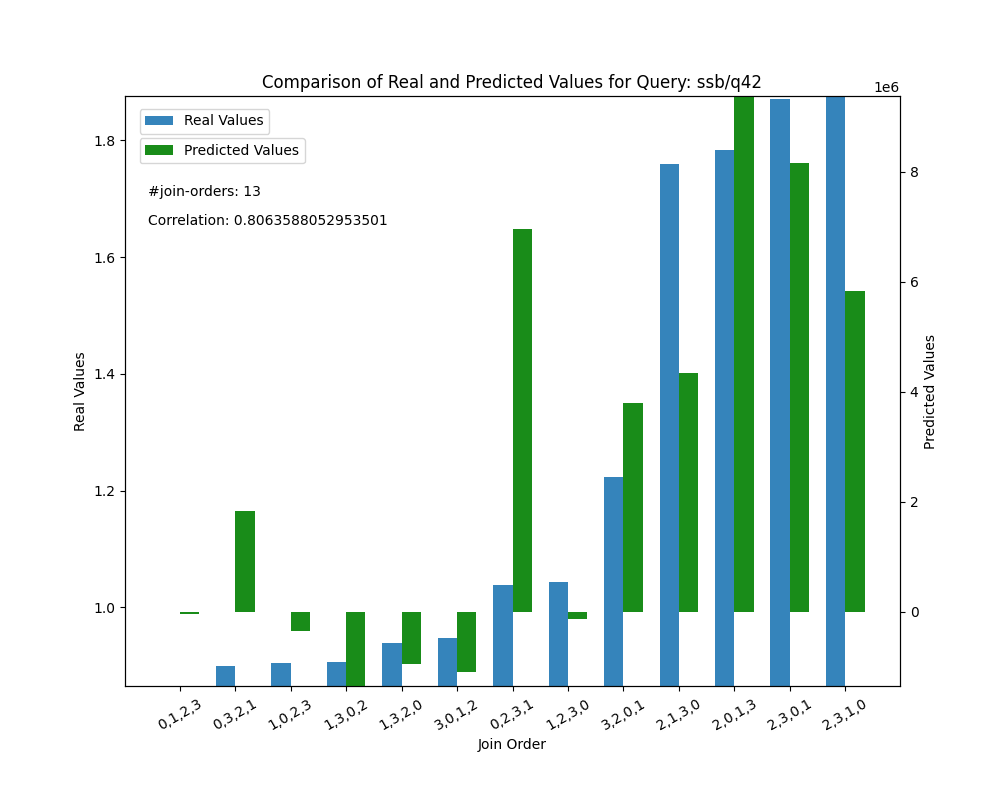 Comparison of Real and Predicted Values for Query: ssb/q42
1e6
Real Values
Predicted Values
#join-orders: 13
Correlation: 0.8063588052953501
1.8
1.6
1.4
1.2
1.0
Real Values
8
6
4
2
0
Predicted Values
0,1,2,3
0,3,2,1
1,0,2,3
1,3,0,2
1,3,2,0
3,0,1,2
0,2,3,1
1,2,3,0
3,2,0,1
2,1,3,0
2,0,1,3
2,3,0,1
2,3,1,0
Join Order